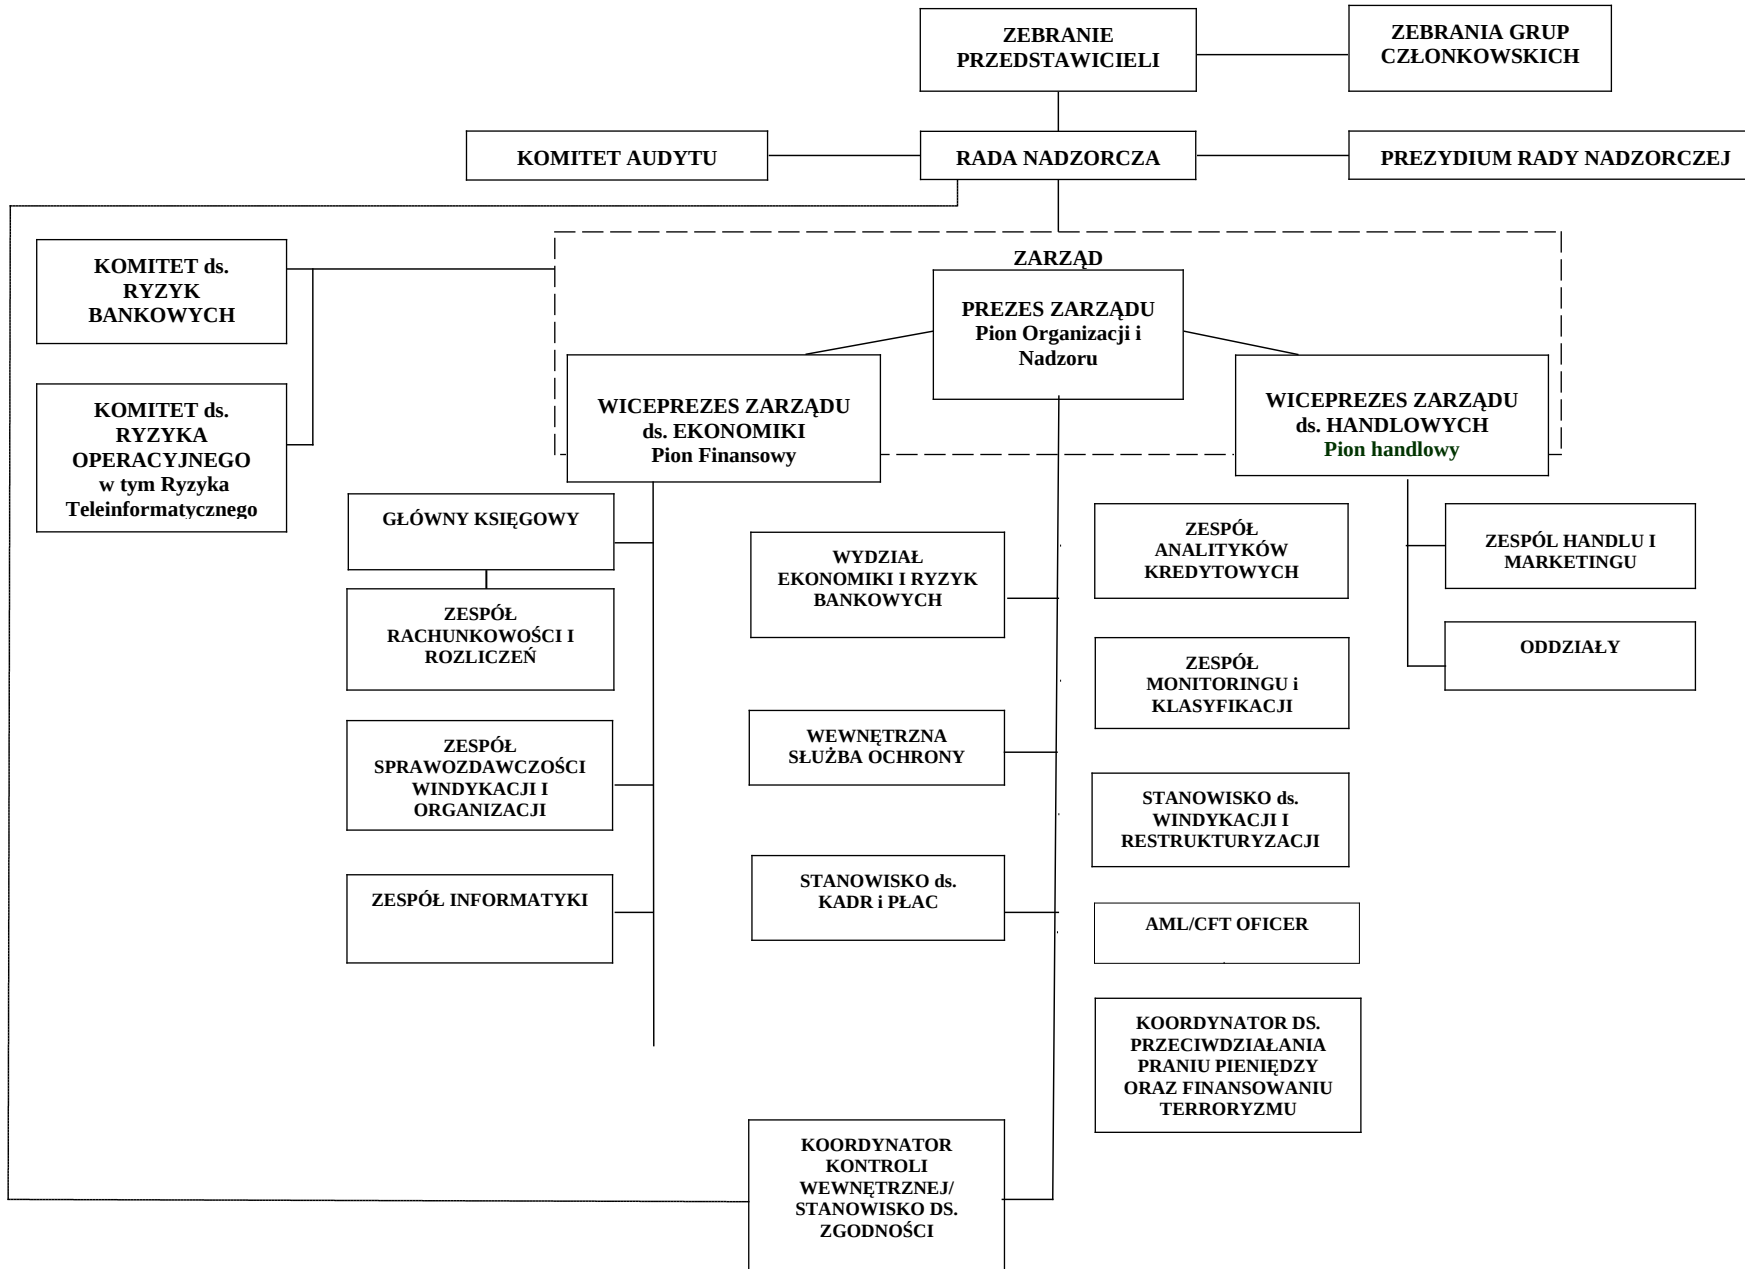 ZEBRANIE
PRZEDSTAWICIELI
ZEBRANIA GRUP
CZŁONKOWSKICH
KOMITET AUDYTU
RADA NADZORCZA
PREZYDIUM RADY NADZORCZEJ
KOMITET ds.
RYZYK
BANKOWYCH
ZARZĄD
PREZES ZARZĄDU
Pion Organizacji i
Nadzoru
KOMITET ds.
RYZYKA
OPERACYJNEGO
w tym Ryzyka
Teleinformatycznego
WICEPREZES ZARZĄDU
ds. EKONOMIKI
Pion Finansowy
WICEPREZES ZARZĄDU
ds. HANDLOWYCH
Pion handlowy
GŁÓWNY KSIĘGOWY
ZESPÓŁ
RACHUNKOWOŚCI I
ROZLICZEŃ
ZESPÓŁ
SPRAWOZDAWCZOŚCI
WINDYKACJI I
ORGANIZACJI
ZESPÓŁ INFORMATYKI
WYDZIAŁ
EKONOMIKI I RYZYK
BANKOWYCH
WEWNĘTRZNA
SŁUŻBA OCHRONY
STANOWISKO ds.
KADR i PŁAC
KOORDYNATOR
KONTROLI
WEWNĘTRZNEJ/
STANOWISKO DS.
ZGODNOŚCI
ZESPÓŁ
ANALITYKÓW
KREDYTOWYCH
ZESPÓŁ
MONITORINGU i
KLASYFIKACJI
STANOWISKO ds.
WINDYKACJI I
RESTRUKTURYZACJI
AML/CFT OFICER
KOORDYNATOR DS.
PRZECIWDZIAŁANIA
PRANIU PIENIĘDZY
ORAZ FINANSOWANIU
TERRORYZMU
ZESPÓL HANDLU I
MARKETINGU
ODDZIAŁY